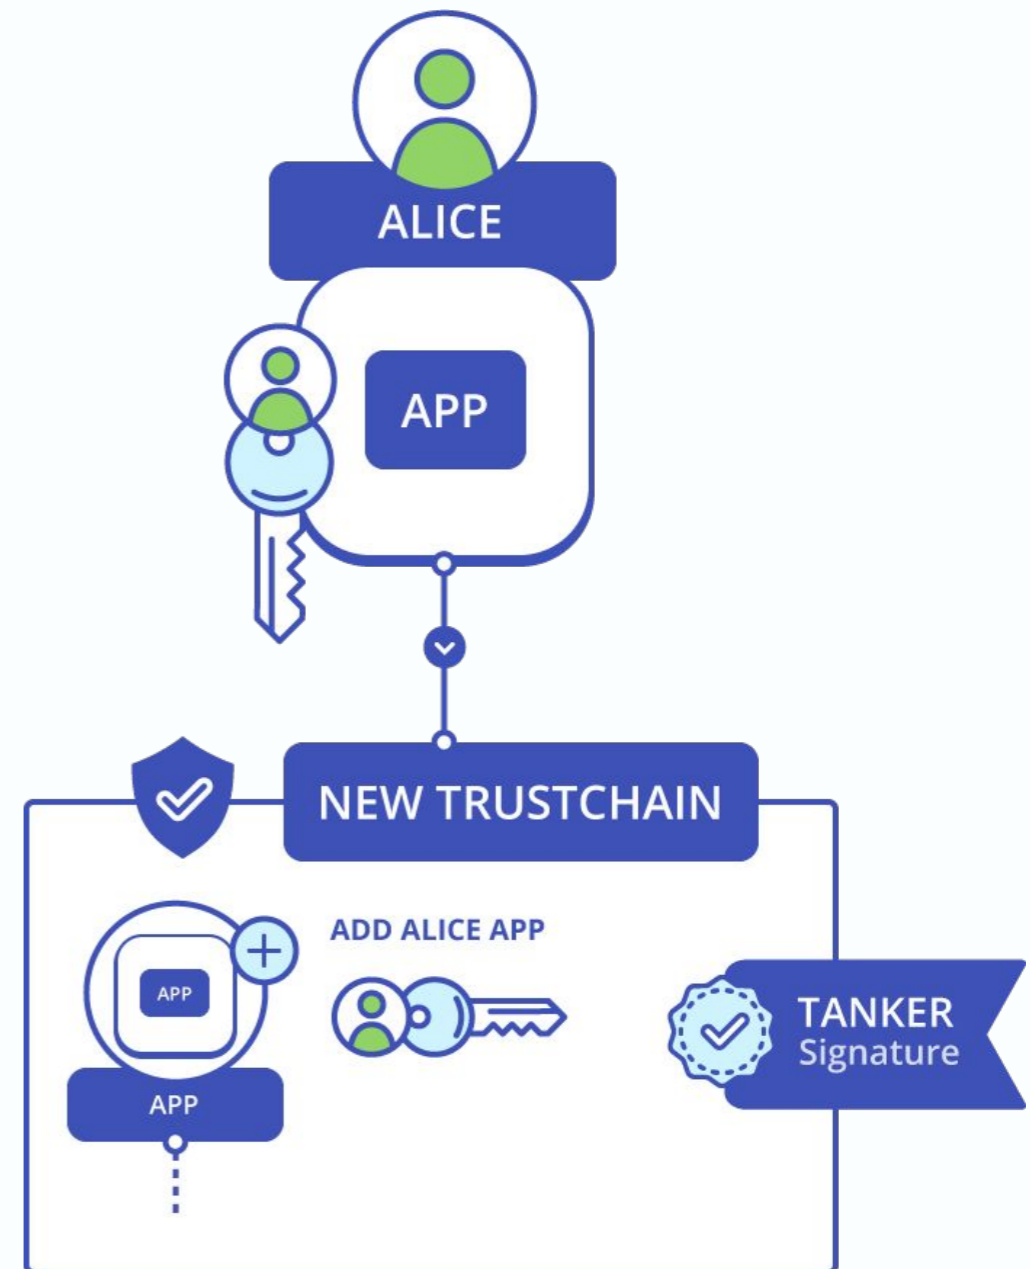 ALICE
APP
NEW TRUSTCHAIN
ADD ALICE APP
APP
APP
TANKER
Signature